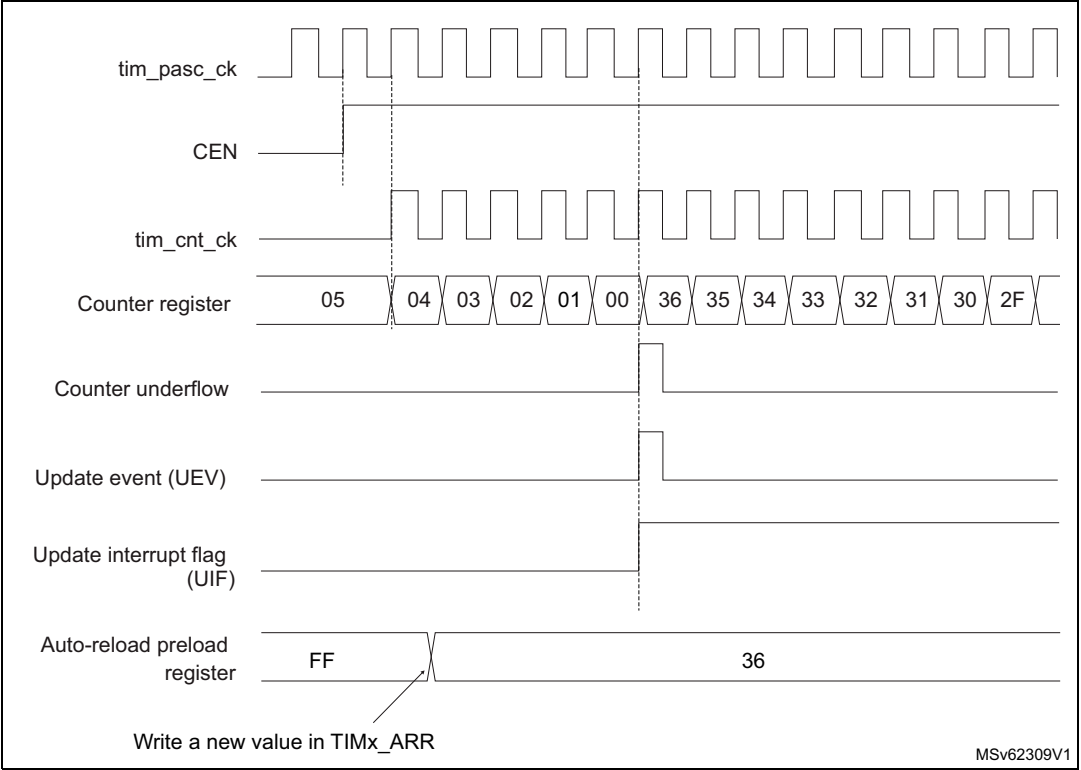 tim_pasc_ck
CEN
tim_cnt_ck
Counter register 05 04 03 02 01 00 36 35 34 33 32 31 30 2F
Counter underflow
Update event (UEV)
Update interrupt flag
(UIF)
Auto-reload preload
register
FF 36
Write a new value in TIMx_ARR
MSv62309V1